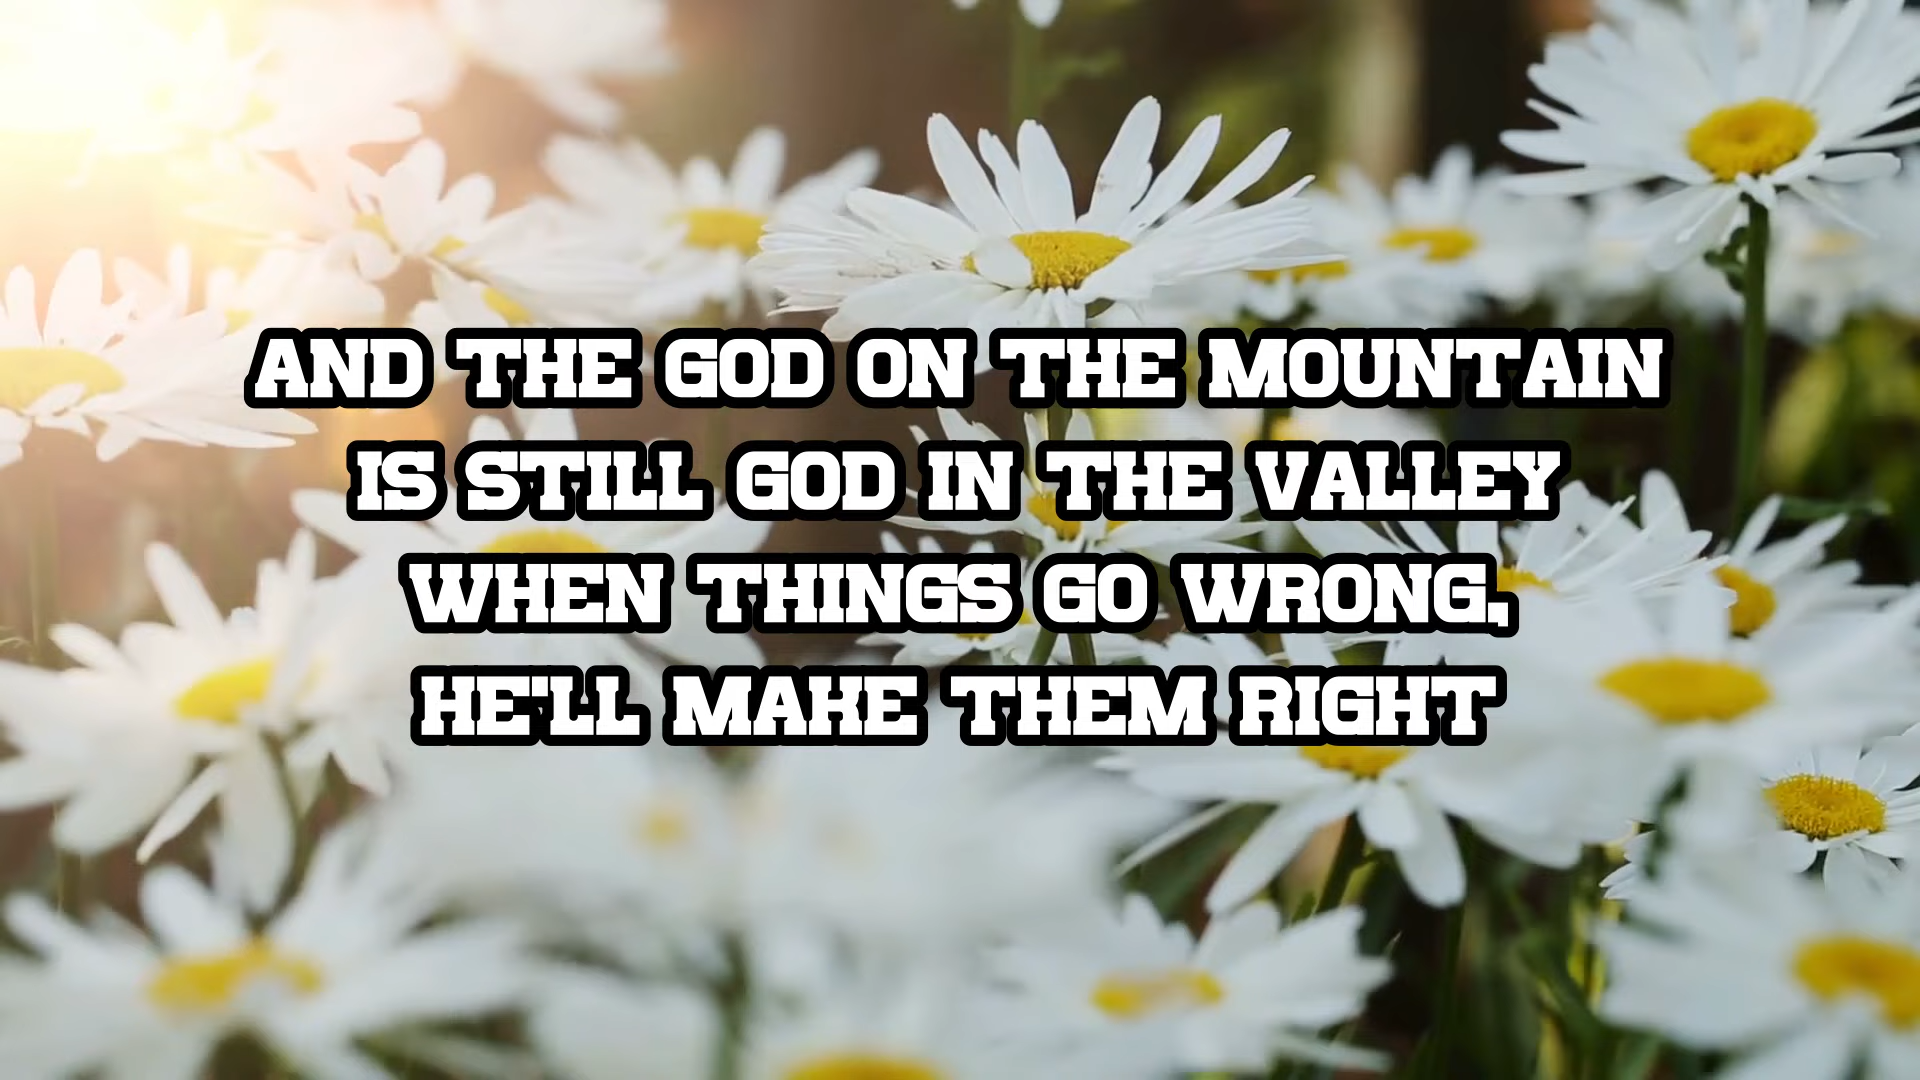 AND THE GOD ON THE MOUNTAIN
IS STILL GOD IN THE VALLEY
WHEN THINGS GO WRONG,
HE'LL MAKE THEM RIGHT